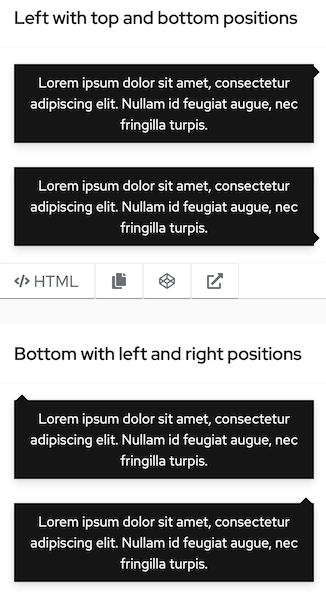 Left with top and bottom positions
Lorem ipsum dolor sit amet, consectetur
adipiscing elit. Nullam id feugiat augue, nec
fringilla turpis.
Lorem ipsum dolor sit amet, consectetur
adipiscing elit. Nullam id feugiat augue, nec
fringilla turpis.
HTML
Bottom with left and right positions
Lorem ipsum dolor sit amet, consectetur
adipiscing elit. Nullam id feugiat augue, nec
fringilla turpis.
Lorem ipsum dolor sit amet, consectetur
adipiscing elit. Nullam id feugiat augue, nec
fringilla turpis.